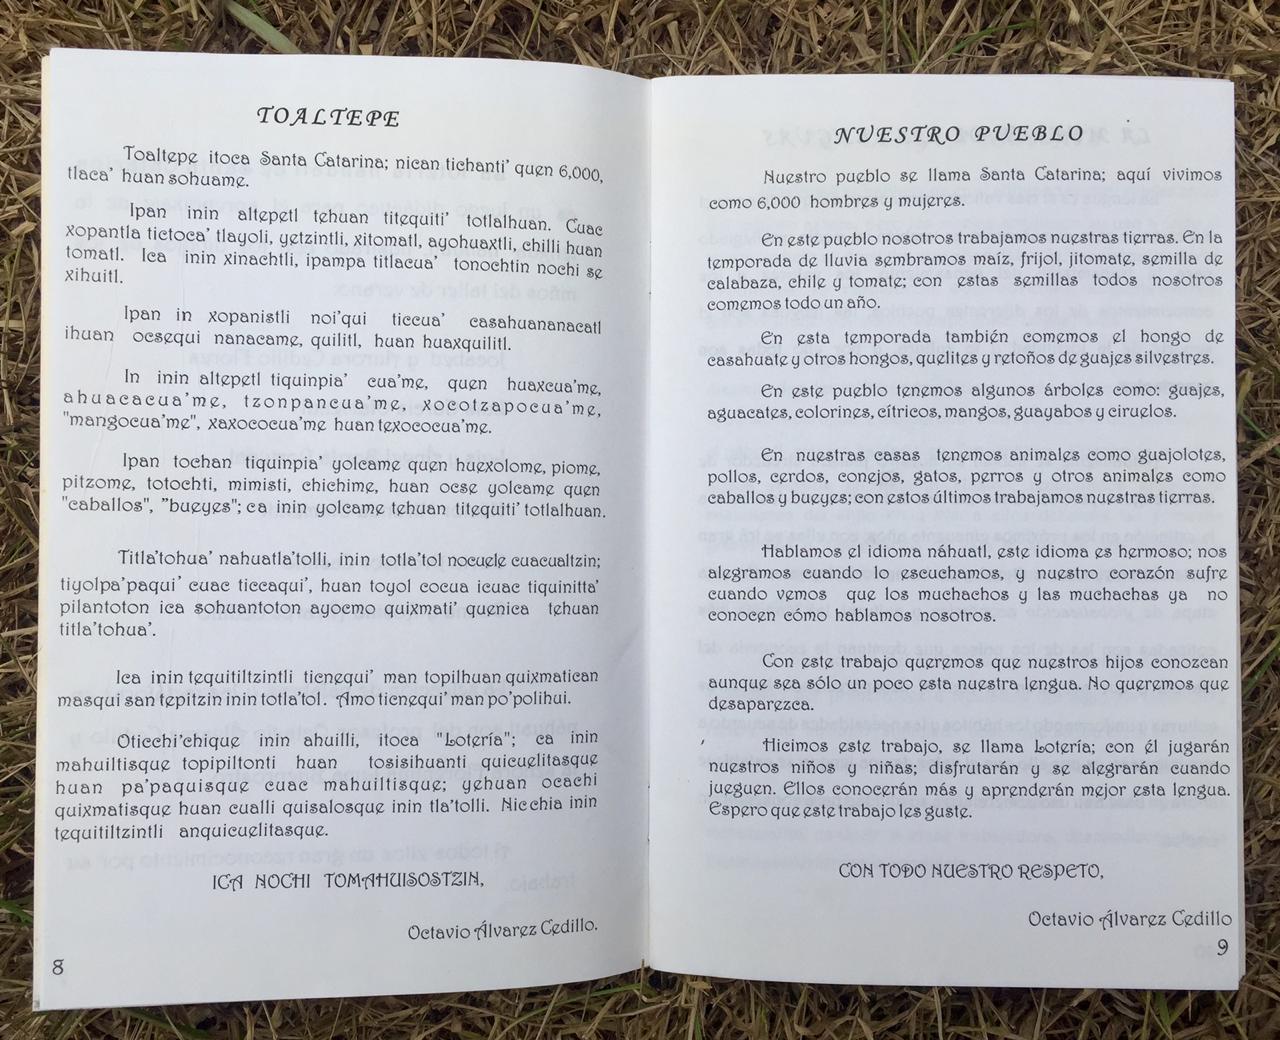 TOALTEPE
Toaltepe itoca Santa Catarina; nican tichanti' quen 6,000,
tlaca' huan sohuame.
Ipan inin altepetl tehuan titequiti' totlalhuan. Cuac
xopantla tictoca' tlayoli, yetzintli, xitomatl, ayohuaxtli, chilli huan
tomatl. Ica inin xinachtli, ipampa titlacua' tonochtin nochi se
xihuitl.
Ipan in xopanistli noi'qui ticcua' casahuananacatl
ihuan ocsequi nanacame, quilitl, huan huaxquilitl.
In inin altepetl tiquinpia' cua'me, quen huaxcua'me,
ahuacacua'me, tzonpancua'me, xocotzapocua'me,
"mangocua'me", xaxococua'me huan texococua'me.
Ipan tochan tiquinpia' yolcame quen huexolome, piome,
pitzome, totochti, mimisti, chichime, huan ocse yolcame quen
"caballos", "bueyes"; ca inin yolcame tehuan titequiti' totlalhuan.
Titla'tohua' nahuatla'tolli, inin totla'tol nocuele cuacualtzin;
tiyolpa'paqui' cuac ticcaqui', huan toyol cocua icuac tiquinitta'
pilantoton ica sohuantoton ayocmo quixmati' quenica tehuan
titla'tohua'.
Ica inin tequitiltzintli ticnequi' man topilhuan quixmatican
masqui san tepitzin inin totla'tol. Amo ticnequi' man po'polihui.
Oticchi'chique inin ahuilli, itoca "Lotería"; ca inin
mahuiltisque topipiltonti huan tosisihuanti quicuelitasque
huan pa'paquisque cuac mahuiltisque; yehuan ocachi
quixmatisque huan cualli quisalosque inin tla'tolli. Nicchia inin
tequitiltzintli anquicuelitasque.
ICA NOCHI TOMAHUISOSTZIN,
Octavio Álvarez Cedillo.
8
NUESTRO PUEBLO
Nuestro pueblo se llama Santa Catarina; aquí vivimos
como 6,000 hombres y mujeres.
En este pueblo nosotros trabajamos nuestras tierras. En la
temporada de lluvia sembramos maíz, frijol, jitomate, semilla de
calabaza, chile y tomate; con estas semillas todos nosotros
comemos todo un año.
En esta temporada también comemos el hongo de
casahuate y otros hongos, quelites y retoños de guajes silvestres.
En este pueblo tenemos algunos árboles como: guajes,
aguacates, colorines, cítricos, mangos, guayabos y ciruelos.
En nuestras casas tenemos animales como guajolotes,
pollos, cerdos, conejos, gatos, perros y otros animales como
caballos y bueyes; con estos últimos trabajamos nuestras tierras.
Hablamos el idioma náhuatl, este idioma es hermoso; nos
alegramos cuando lo escuchamos, y nuestro corazón sufre
cuando vemos que los muchachos y las muchachas ya no
conocen cómo hablamos nosotros.
Con este trabajo queremos que nuestros hijos conozcan
aunque sea sólo un poco esta nuestra lengua. No queremos que
desaparezca.
Hicimos este trabajo, se llama Lotería; con él jugarán
nuestros niños y niñas; disfrutarán y se alegrarán cuando
jueguen. Ellos conocerán más y aprenderán mejor esta lengua.
Espero que este trabajo les guste.
CON TODO NUESTRO RESPETO,
Octavio Álvarez Cedillo
9